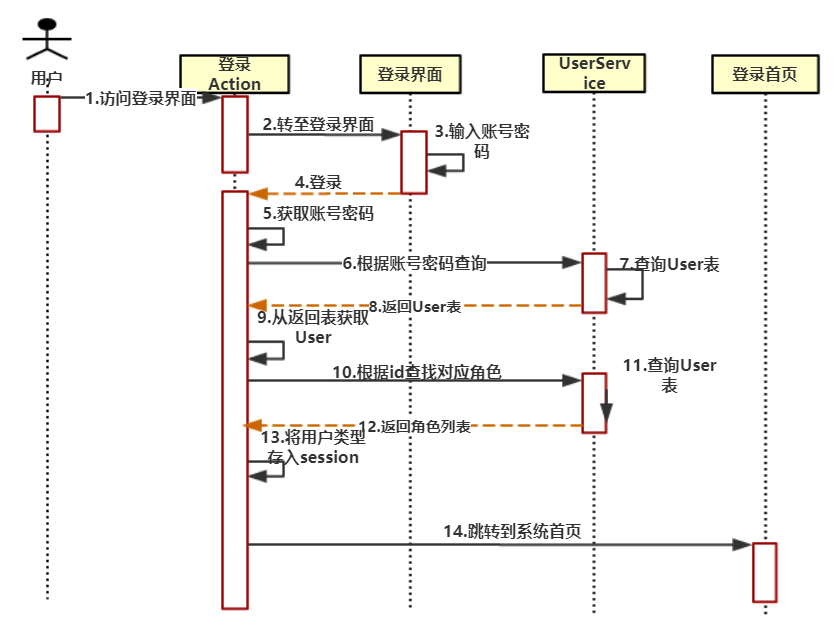 用户
登录
Action
登录界面
UserServ
ice
登录首页
1.访问登录界面
2.转至登录界面
3.输入账号密
码
4.登录
5.获取账号密码
6.根据账号密码查询
7.查询User表
8.返回User表
9.从返回表获取
User
10.根据id查找对应角色
11.查询User
表
12.返回角色列表
13.将用户类型
存入session
14.跳转到系统首页